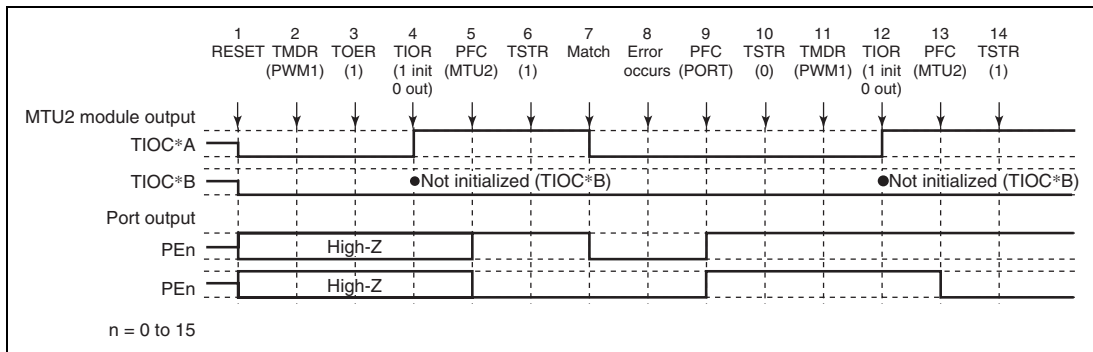 1 2 3 4 5 6 7 8 9 10 11 12 13 14
RESET TMDR TOER TIOR PFC TSTR Match Error PFC TSTR TMDR TIOR PFC TSTR
(PWM1) (1) (1 init (MTU2) (1) occurs (PORT) (0) (PWM1) (1 init (MTU2) (1)
0 out) 0 out)
MTU2 module output
TIOC*A
TIOC*B ●Not initialized (TIOC*B) ●Not initialized (TIOC*B)
Port output
PEn High-Z
PEn High-Z
n = 0 to 15